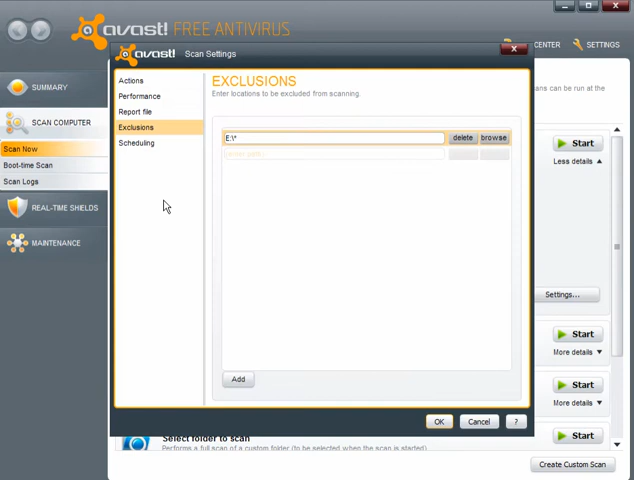 avast! FREE ANTIVIRUS
CENTER
SETTINGS
avast! Scan Settings
SUMMARY
SCAN COMPUTER
Scan Now
Boot-time Scan
Scan Logs
REAL-TIME SHIELDS
MAINTENANCE
Actions
Performance
Report file
Exclusions
Scheduling
EXCLUSIONS
Enter locations to be excluded from scanning.
E:\*
delete
browse
Add
OK
Cancel
?
ans can be run at the
Start
Less details
Settings...
Start
More details
Start
More details
Start
Select folder to scan
Performs a full scan of a custom folder (to be selected when the scan is started)
Create Custom Scan